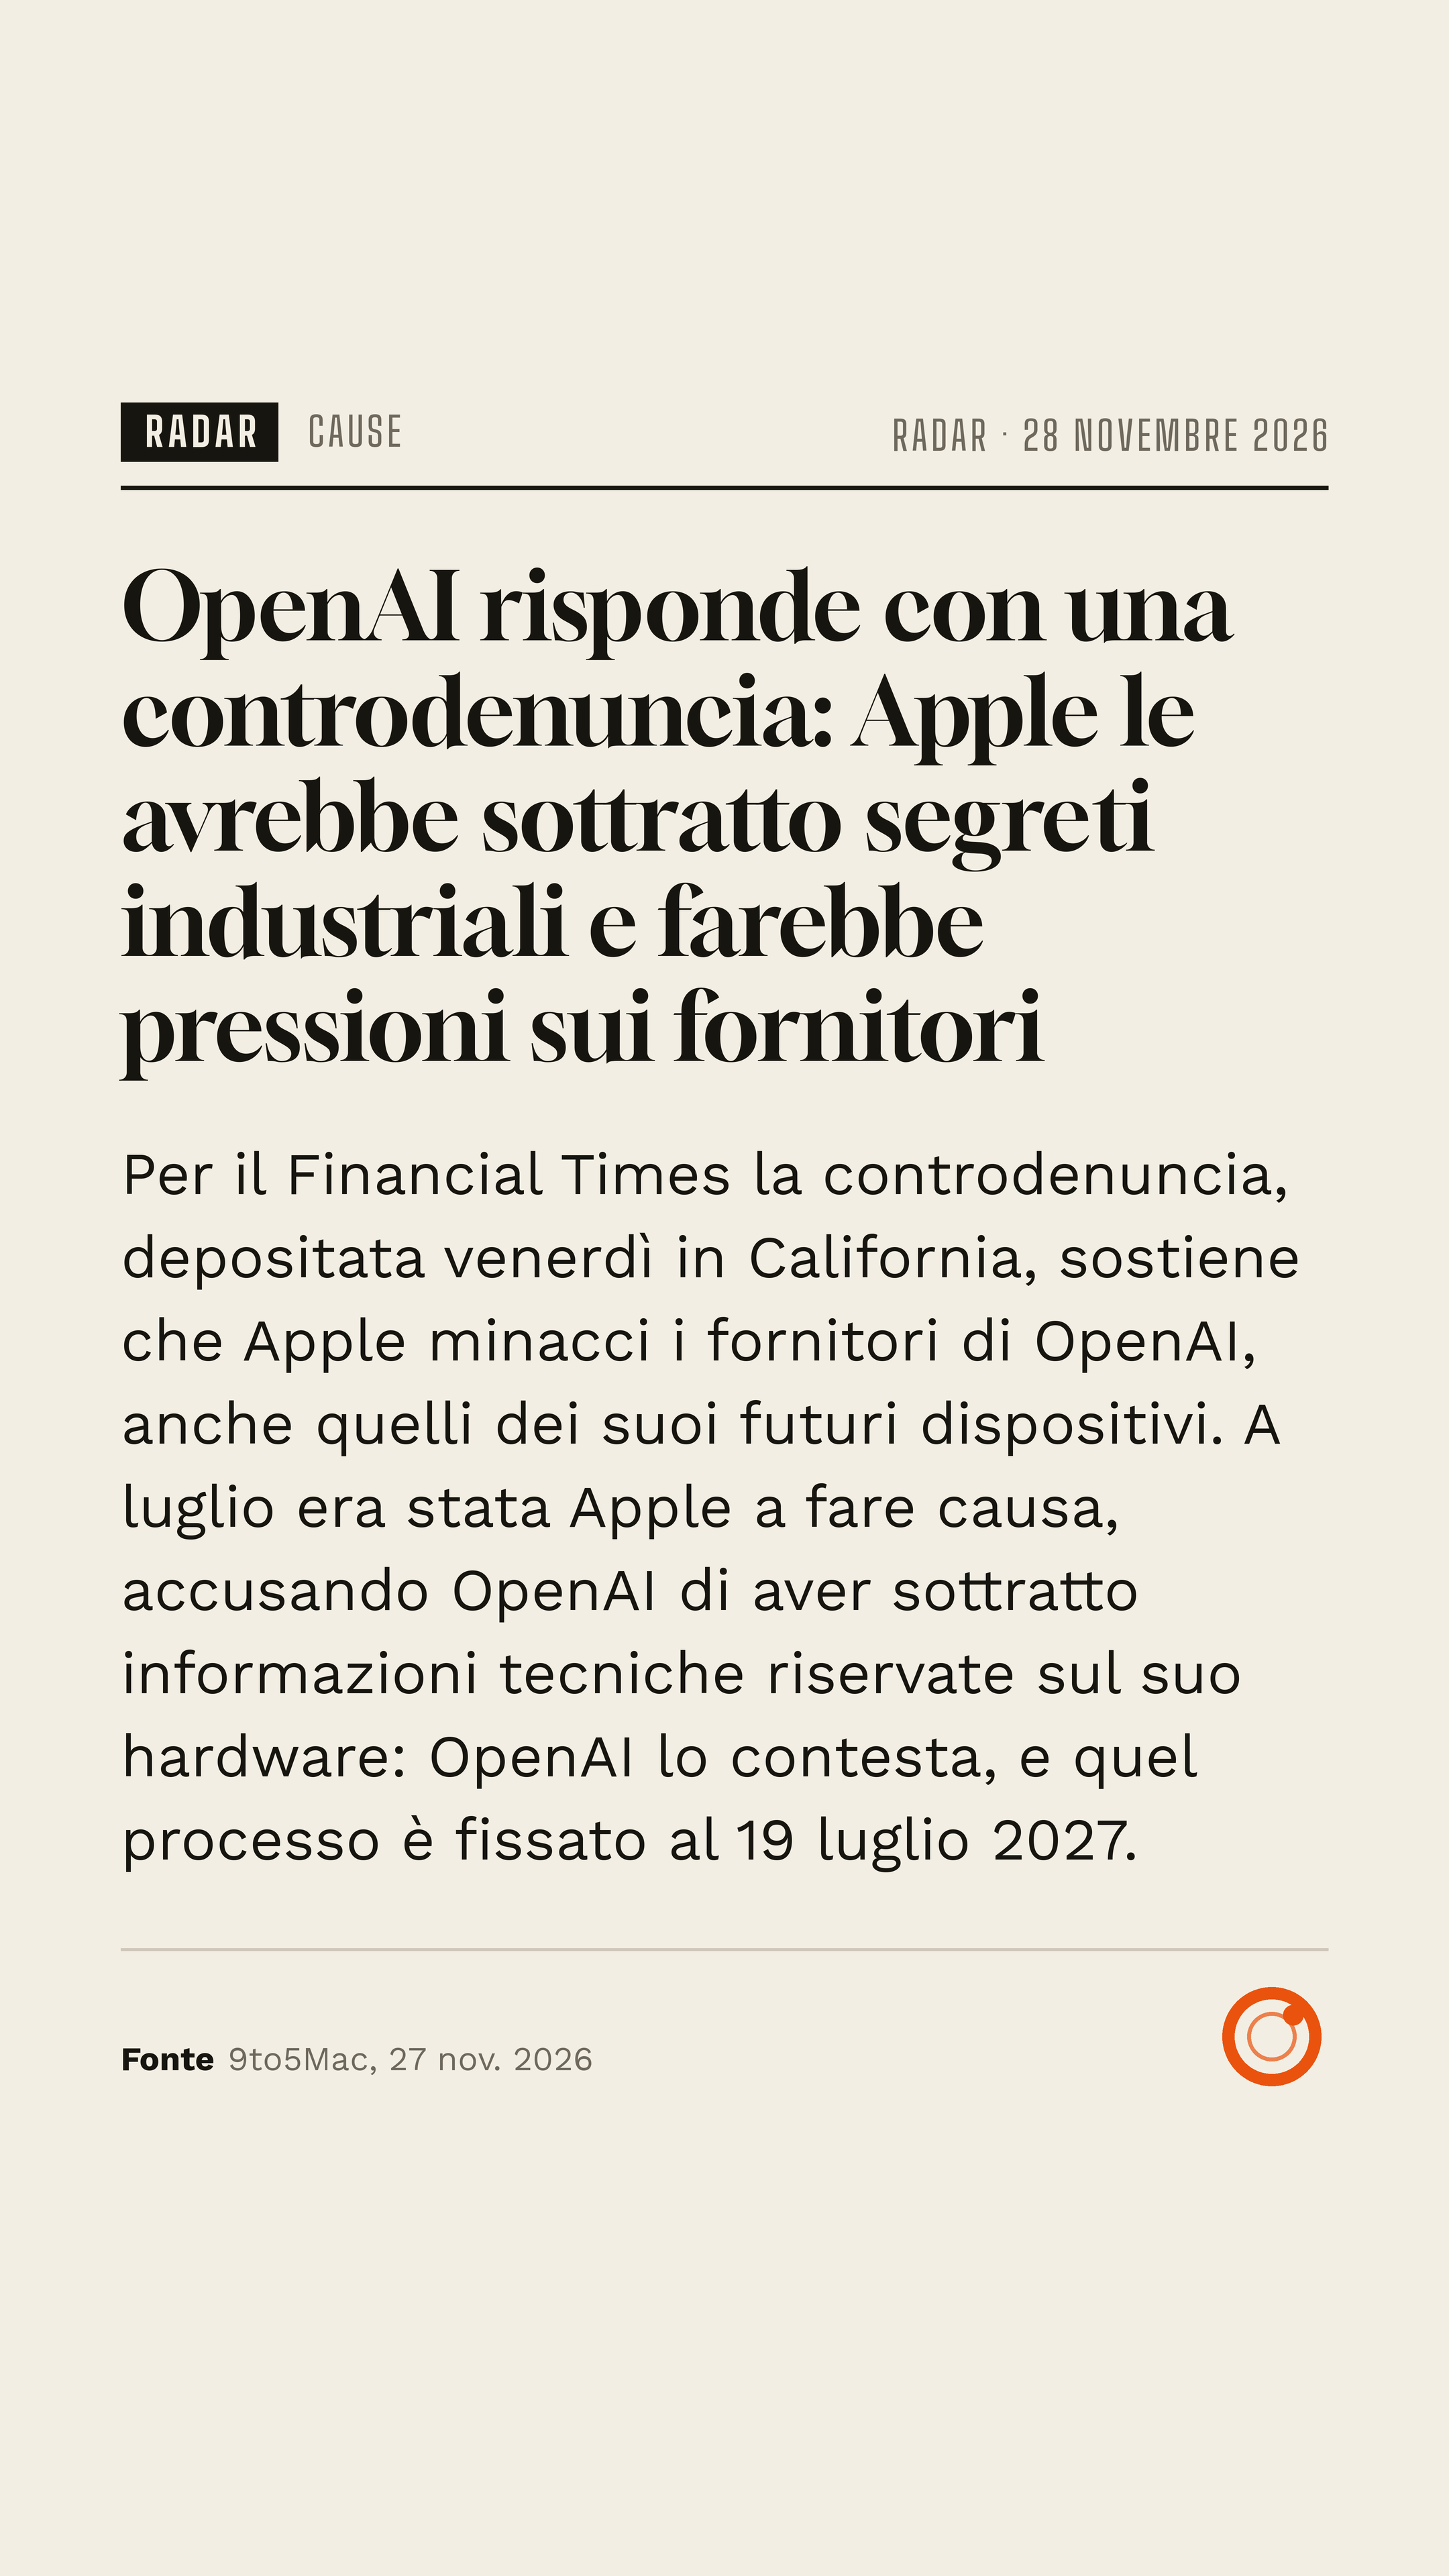 RADAR CAUSE RADAR · 28 NOVEMBRE 2026
OpenAI risponde con una
controdenuncia: Apple le
avrebbe sottratto segreti
industriali e farebbe
pressioni sui fornitori
Per il Financial Times la controdenuncia,
depositata venerdì in California, sostiene
che Apple minacci i fornitori di OpenAI,
anche quelli dei suoi futuri dispositivi. A
luglio era stata Apple a fare causa,
accusando OpenAI di aver sottratto
informazioni tecniche riservate sul suo
hardware: OpenAI lo contesta, e quel
processo è fissato al 19 luglio 2027.
Fonte 9to5Mac, 27 nov. 2026